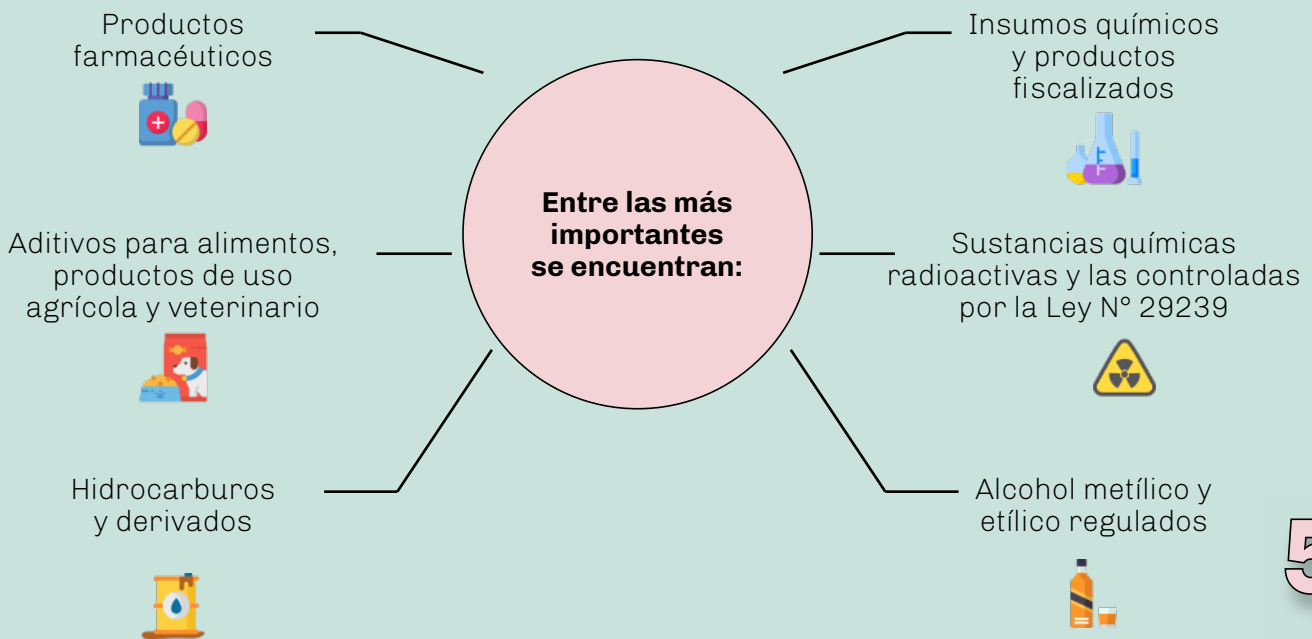 Productos
farmacéuticos
Insumos químicos
y productos
fiscalizados
Entre las más
importantes
se encuentran:
Aditivos para alimentos,
productos de uso
agrícola y veterinario
Sustancias químicas
radioactivas y las controladas
por la Ley N° 29239
Hidrocarburos
y derivados
Alcohol metílico y
etílico regulados
5